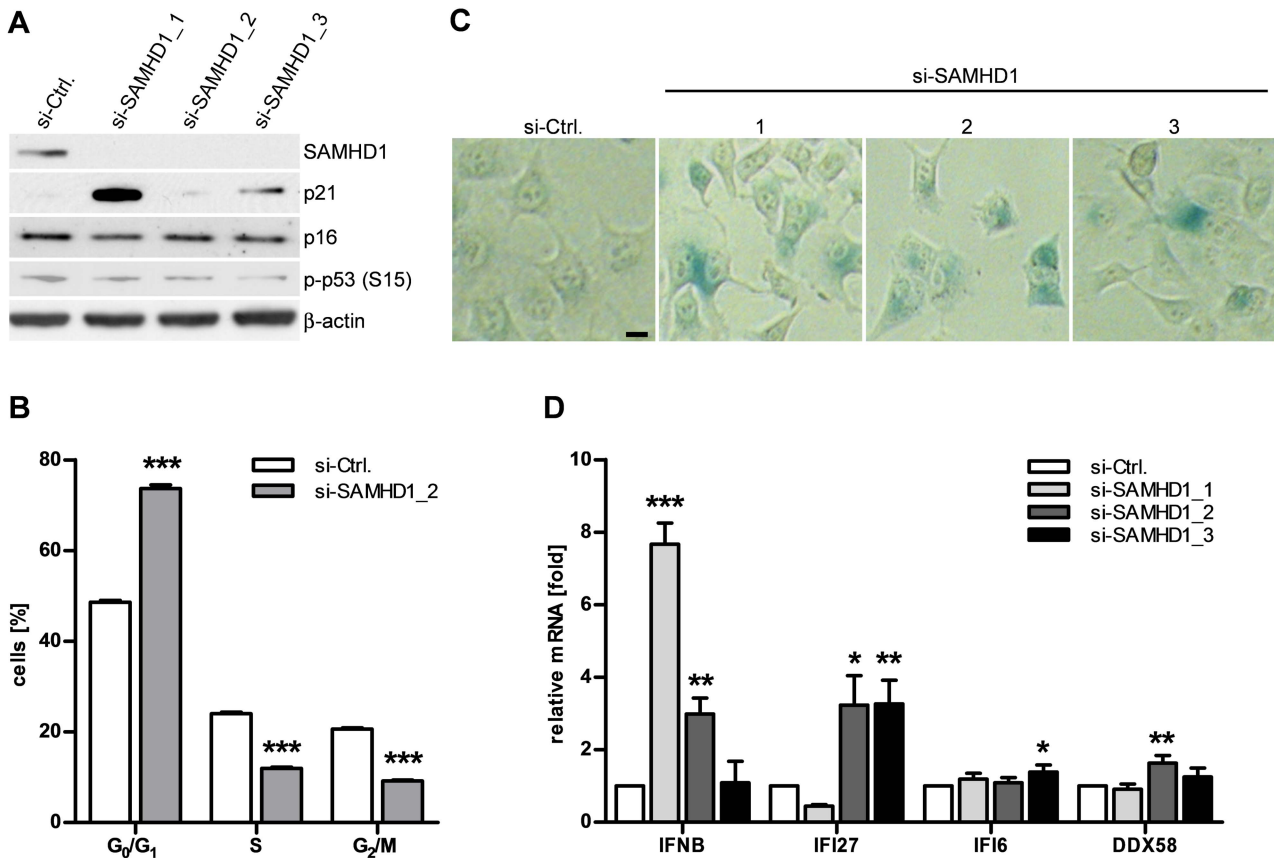 A
si-Ctrl.
si-SAMHD1_1
si-SAMHD1_2
si-SAMHD1_3
SAMHD1
p21
p16
p-p53 (S15)
β-actin
C
si-SAMHD1
si-Ctrl.
1
2
3
B
cells [%]
80
60
40
20
0
***
***
***
si-Ctrl.
si-SAMHD1_2
G0/G1
S
G2/M
D
relative mRNA [fold]
10
8
6
4
2
0
***
**
*
**
*
**
si-Ctrl.
si-SAMHD1_1
si-SAMHD1_2
si-SAMHD1_3
IFNB
IFI27
IFI6
DDX58